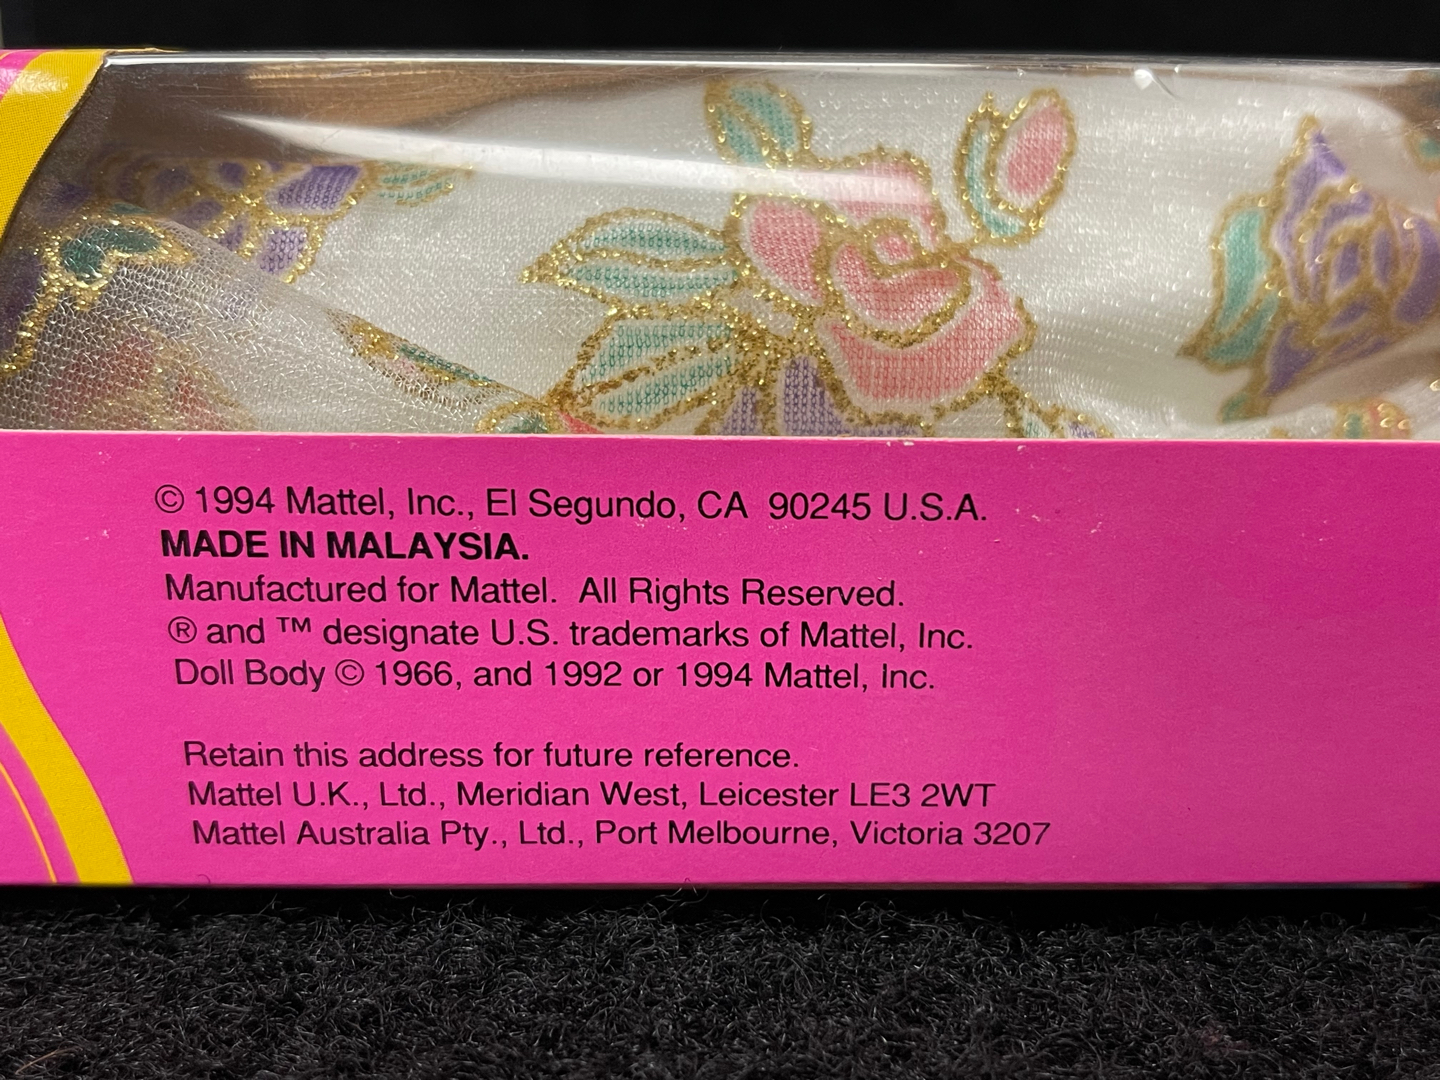 © 1994 Mattel, Inc., El Segundo, CA 90245 U.S.A.
MADE IN MALAYSIA.
Manufactured for Mattel. All Rights Reserved.
® and ™ designate U.S. trademarks of Mattel, Inc.
Doll Body © 1966, and 1992 or 1994 Mattel, Inc.
Retain this address for future reference.
Mattel U.K., Ltd., Meridian West, Leicester LE3 2WT
Mattel Australia Pty., Ltd., Port Melbourne, Victoria 3207